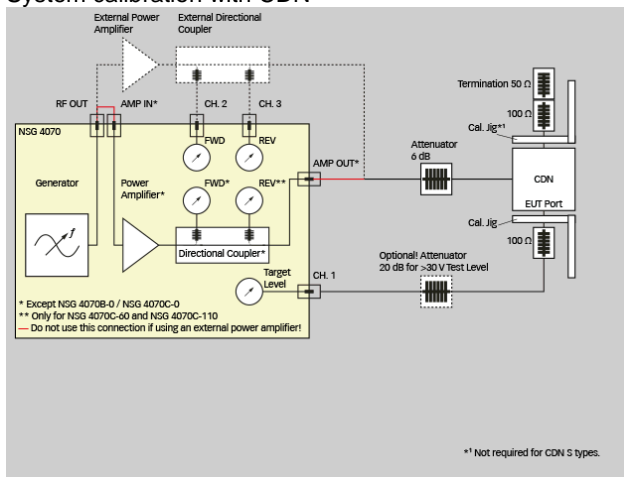 System calibration with CDN
External Power
Amplifier
External Directional
Coupler
RF OUT
AMP IN*
CH. 2
CH. 3
Termination 50 Ω
100 Ω
Cal. Jig*¹
NSG 4070
FWD
REV
AMP OUT*
Attenuator
6 dB
Generator
Power
Amplifier*
FWD*
REV**
CDN
EUT Port
Cal. Jig
100 Ω
Directional Coupler*
Target
Level
CH. 1
Optional! Attenuator
20 dB for >30 V Test Level
* Except NSG 4070B-0 / NSG 4070C-0
** Only for NSG 4070C-60 and NSG 4070C-110
— Do not use this connection if using an external power amplifier!
*¹ Not required for CDN S types.